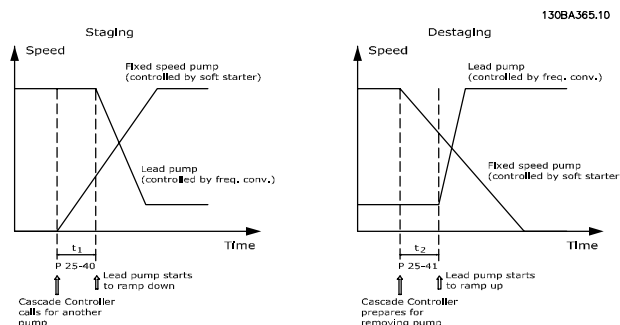 130BA365.10
Staging
Speed
Fixed speed pump
(controlled by soft starter)
Lead pump
(controlled by freq. conv.)
Time
t1
P 25-40
Lead pump starts
to ramp down
Cascade Controller
calls for another
pump
Destaging
Speed
Lead pump
(controlled by freq. conv.)
Fixed speed pump
(controlled by soft starter
Time
t2
P 25-41
Lead pump starts
to ramp up
Cascade Controller
prepares for
removing pump